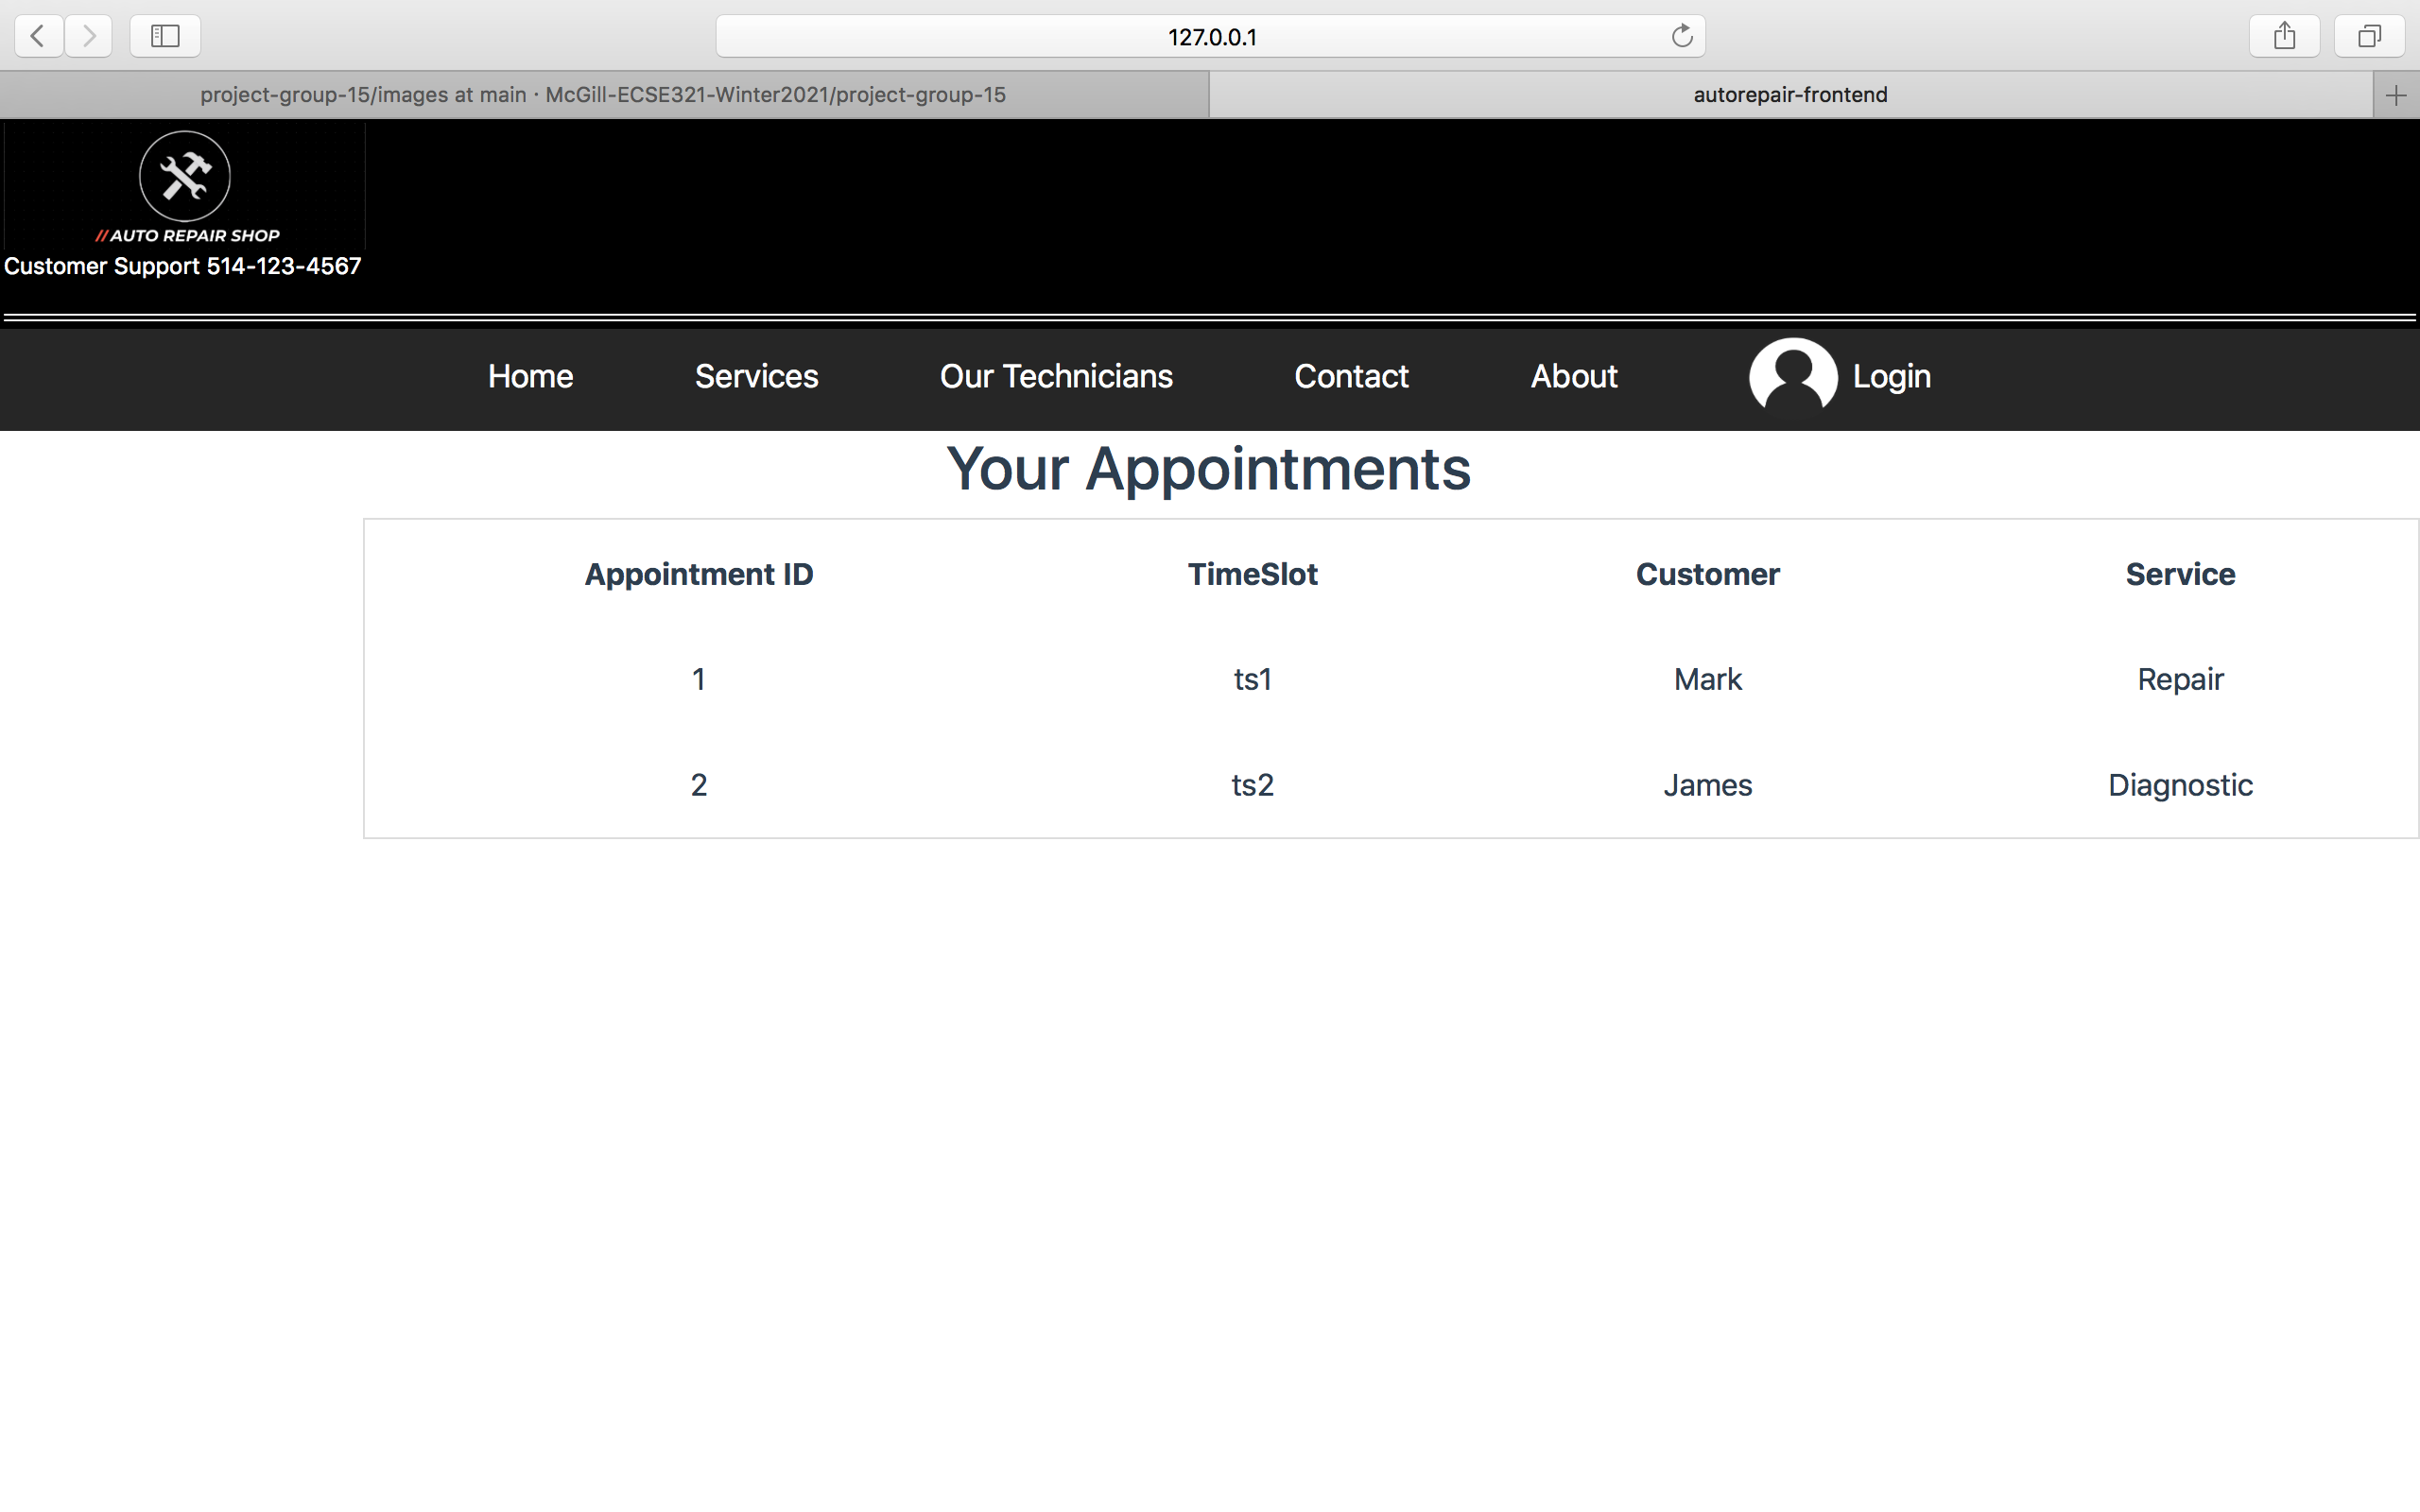 127.0.0.1
project-group-15/images at main · McGill-ECSE321-Winter2021/project-group-15
autorepair-frontend
// AUTO REPAIR SHOP
Customer Support 514-123-4567
Home Services Our Technicians Contact About Login
Your Appointments
Appointment ID TimeSlot Customer Service
1 ts1 Mark Repair
2 ts2 James Diagnostic